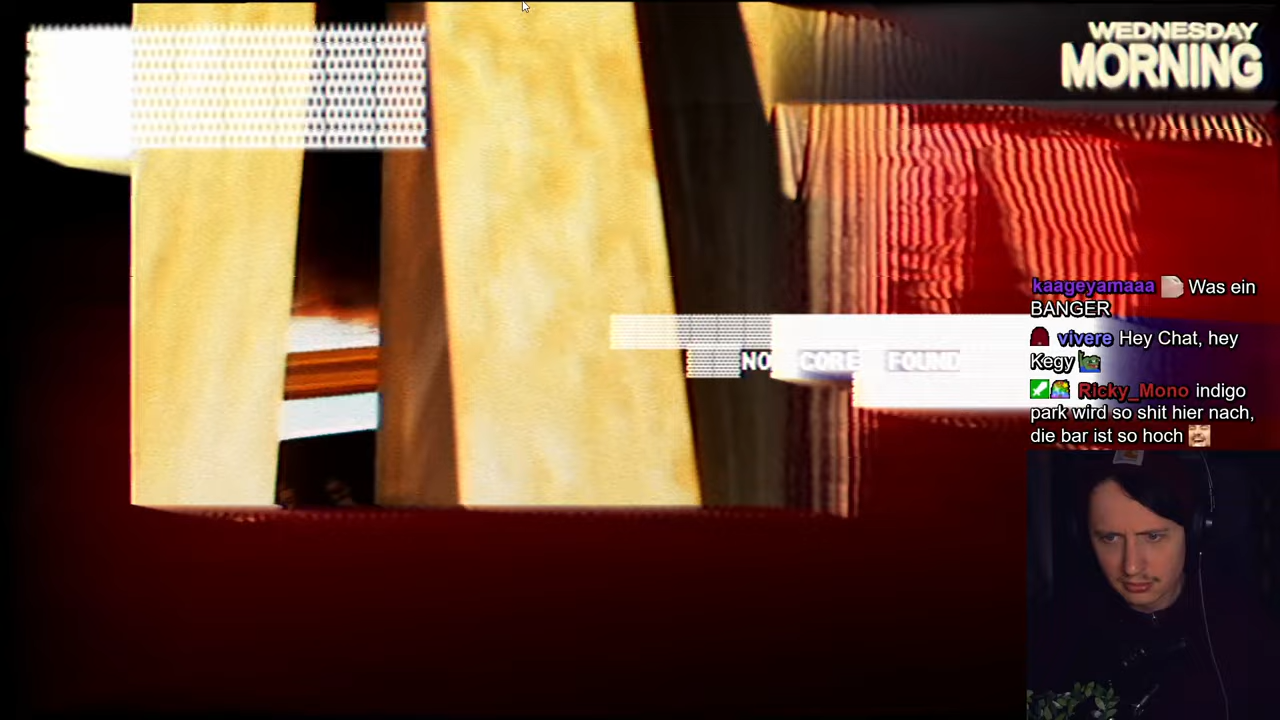 WEDNESDAY
MORNING
kaageyamaaa Was ein
BANGER
vivere Hey Chat, hey
Kegy
NO CORE FOUND
Ricky_Mono indigo
park wird so shit hier nach,
die bar ist so hoch